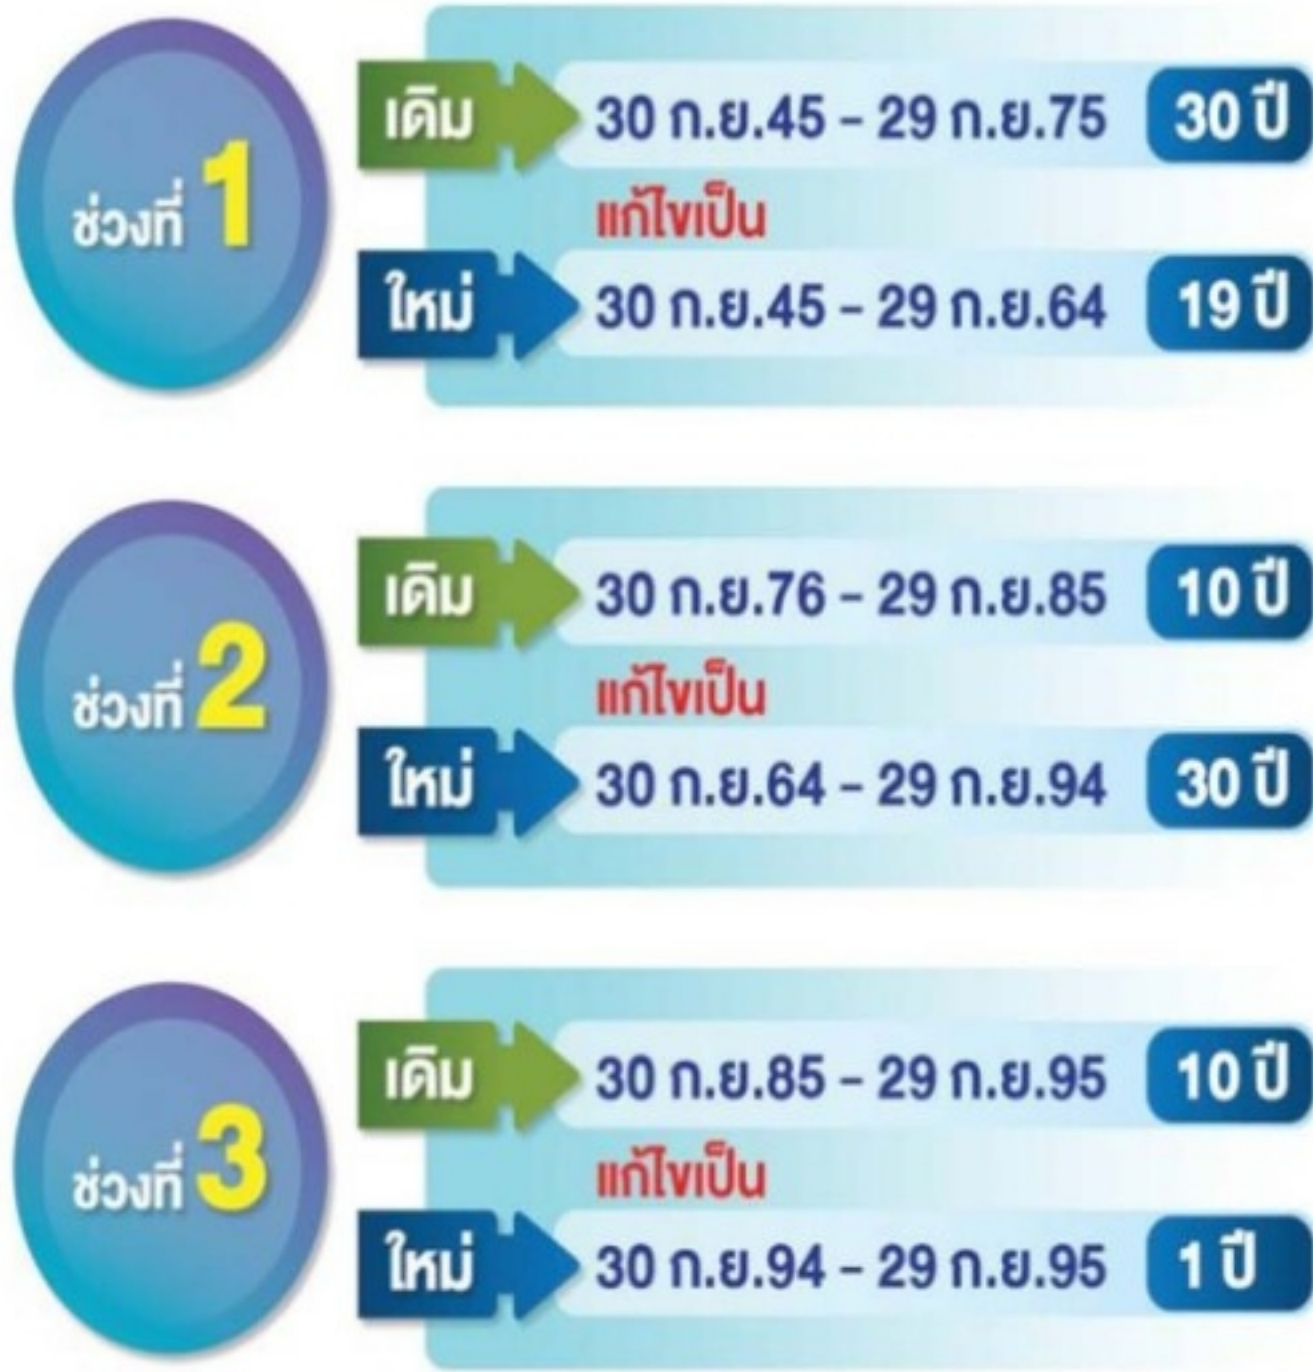 ช่วงที่ 1
เดิม 30 ก.ย.45 - 29 ก.ย.75 30 ปี
แก้ไขเป็น
ใหม่ 30 ก.ย.45 - 29 ก.ย.64 19 ปี
ช่วงที่ 2
เดิม 30 ก.ย.76 - 29 ก.ย.85 10 ปี
แก้ไขเป็น
ใหม่ 30 ก.ย.64 - 29 ก.ย.94 30 ปี
ช่วงที่ 3
เดิม 30 ก.ย.85 - 29 ก.ย.95 10 ปี
แก้ไขเป็น
ใหม่ 30 ก.ย.94 - 29 ก.ย.95 1 ปี